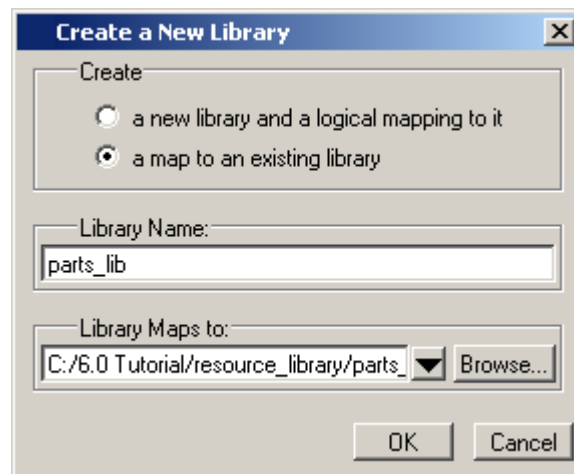 Create a New Library
Create
a new library and a logical mapping to it
a map to an existing library
Library Name:
parts_lib
Library Maps to:
C:/6.0 Tutorial/resource_library/parts_
Browse...
OK
Cancel